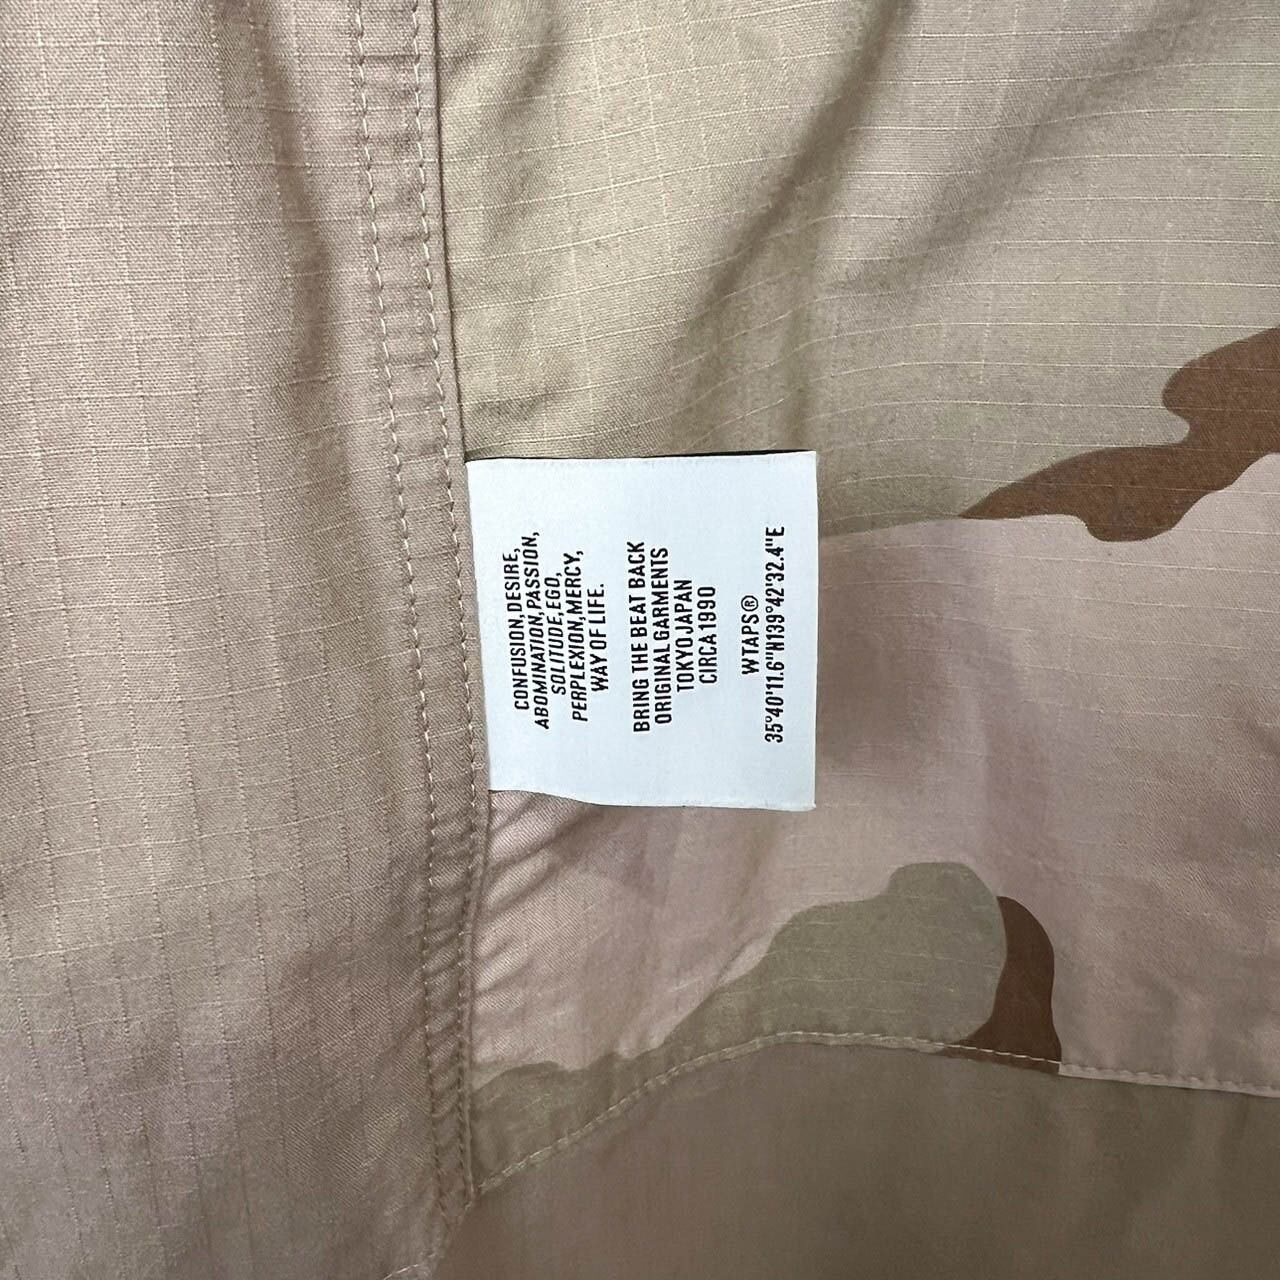 CONFUSION,DESIRE,
ABOMINATION,PASSION,
SOLITUDE,EGO,
PERPLEXION,MERCY,
WAY OF LIFE.
BRING THE BEAT BACK
ORIGINAL GARMENTS
TOKYO JAPAN
CIRCA 1990
WTAPS®
35°40'11.6"N139°42'32.4"E